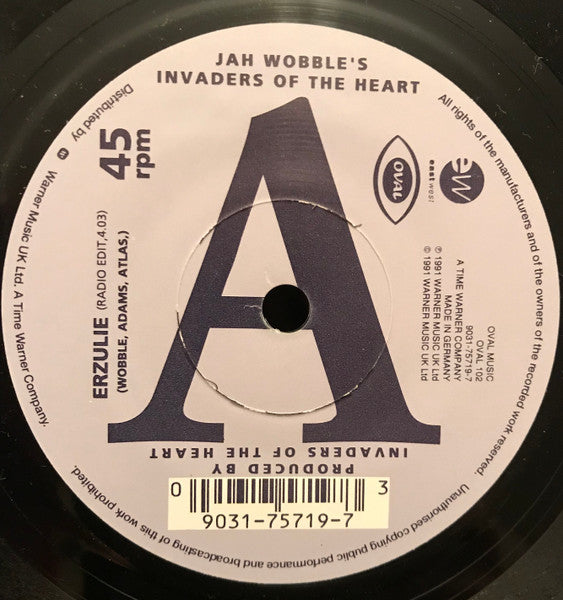 JAH WOBBLE'S
INVADERS OF THE HEART
A
45
rpm
ERZULIE (RADIO EDIT,4.03)
(WOBBLE, ADAMS, ATLAS,)
OVAL
ew
east west
OVAL MUSIC
OVAL 102
9031-75719-7
A TIME WARNER COMPANY
MADE IN GERMANY
℗ 1991 WARNER MUSIC UK Ltd
© 1991 WARNER MUSIC UK Ltd
PRODUCED BY
INVADERS OF THE HEART
0 3
9031-75719-7
All rights of the manufacturers and of the owners of the recorded work reserved. Unauthorised copying public performance and broadcasting of this work prohibited.
Distributed by Warner Music UK Ltd. A Time Warner Company.